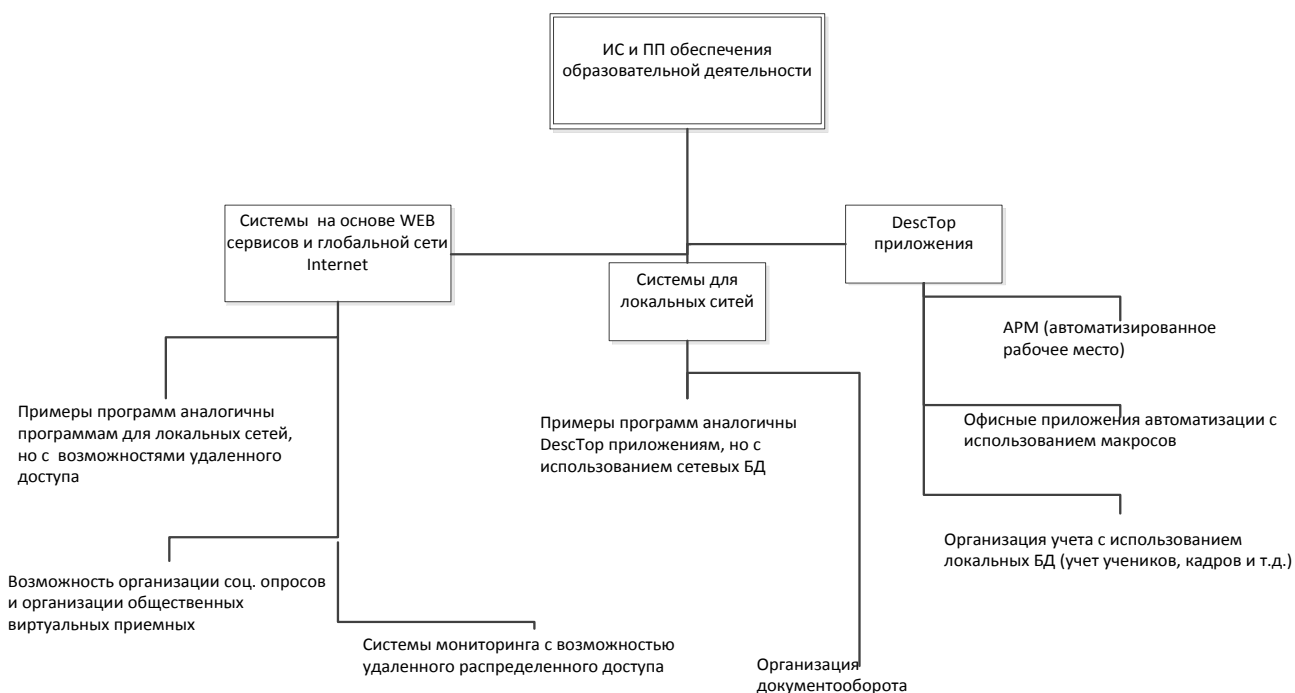 ИС и ПП обеспечения
образовательной деятельности
Системы на основе WEB
сервисов и глобальной сети
Internet
Системы для
локальных ситей
DescTop
приложения
АРМ (автоматизированное
рабочее место)
Примеры программ аналогичны
программам для локальных сетей,
но с возможностями удаленного
доступа
Примеры программ аналогичны
DescTop приложениям, но с
использованием сетевых БД
Офисные приложения автоматизации с
использованием макросов
Организация учета с использованием
локальных БД (учет учеников, кадров и т.д.)
Возможность организации соц. опросов
и организации общественных
виртуальных приемных
Системы мониторинга с возможностью
удаленного распределенного доступа
Организация
документооборота